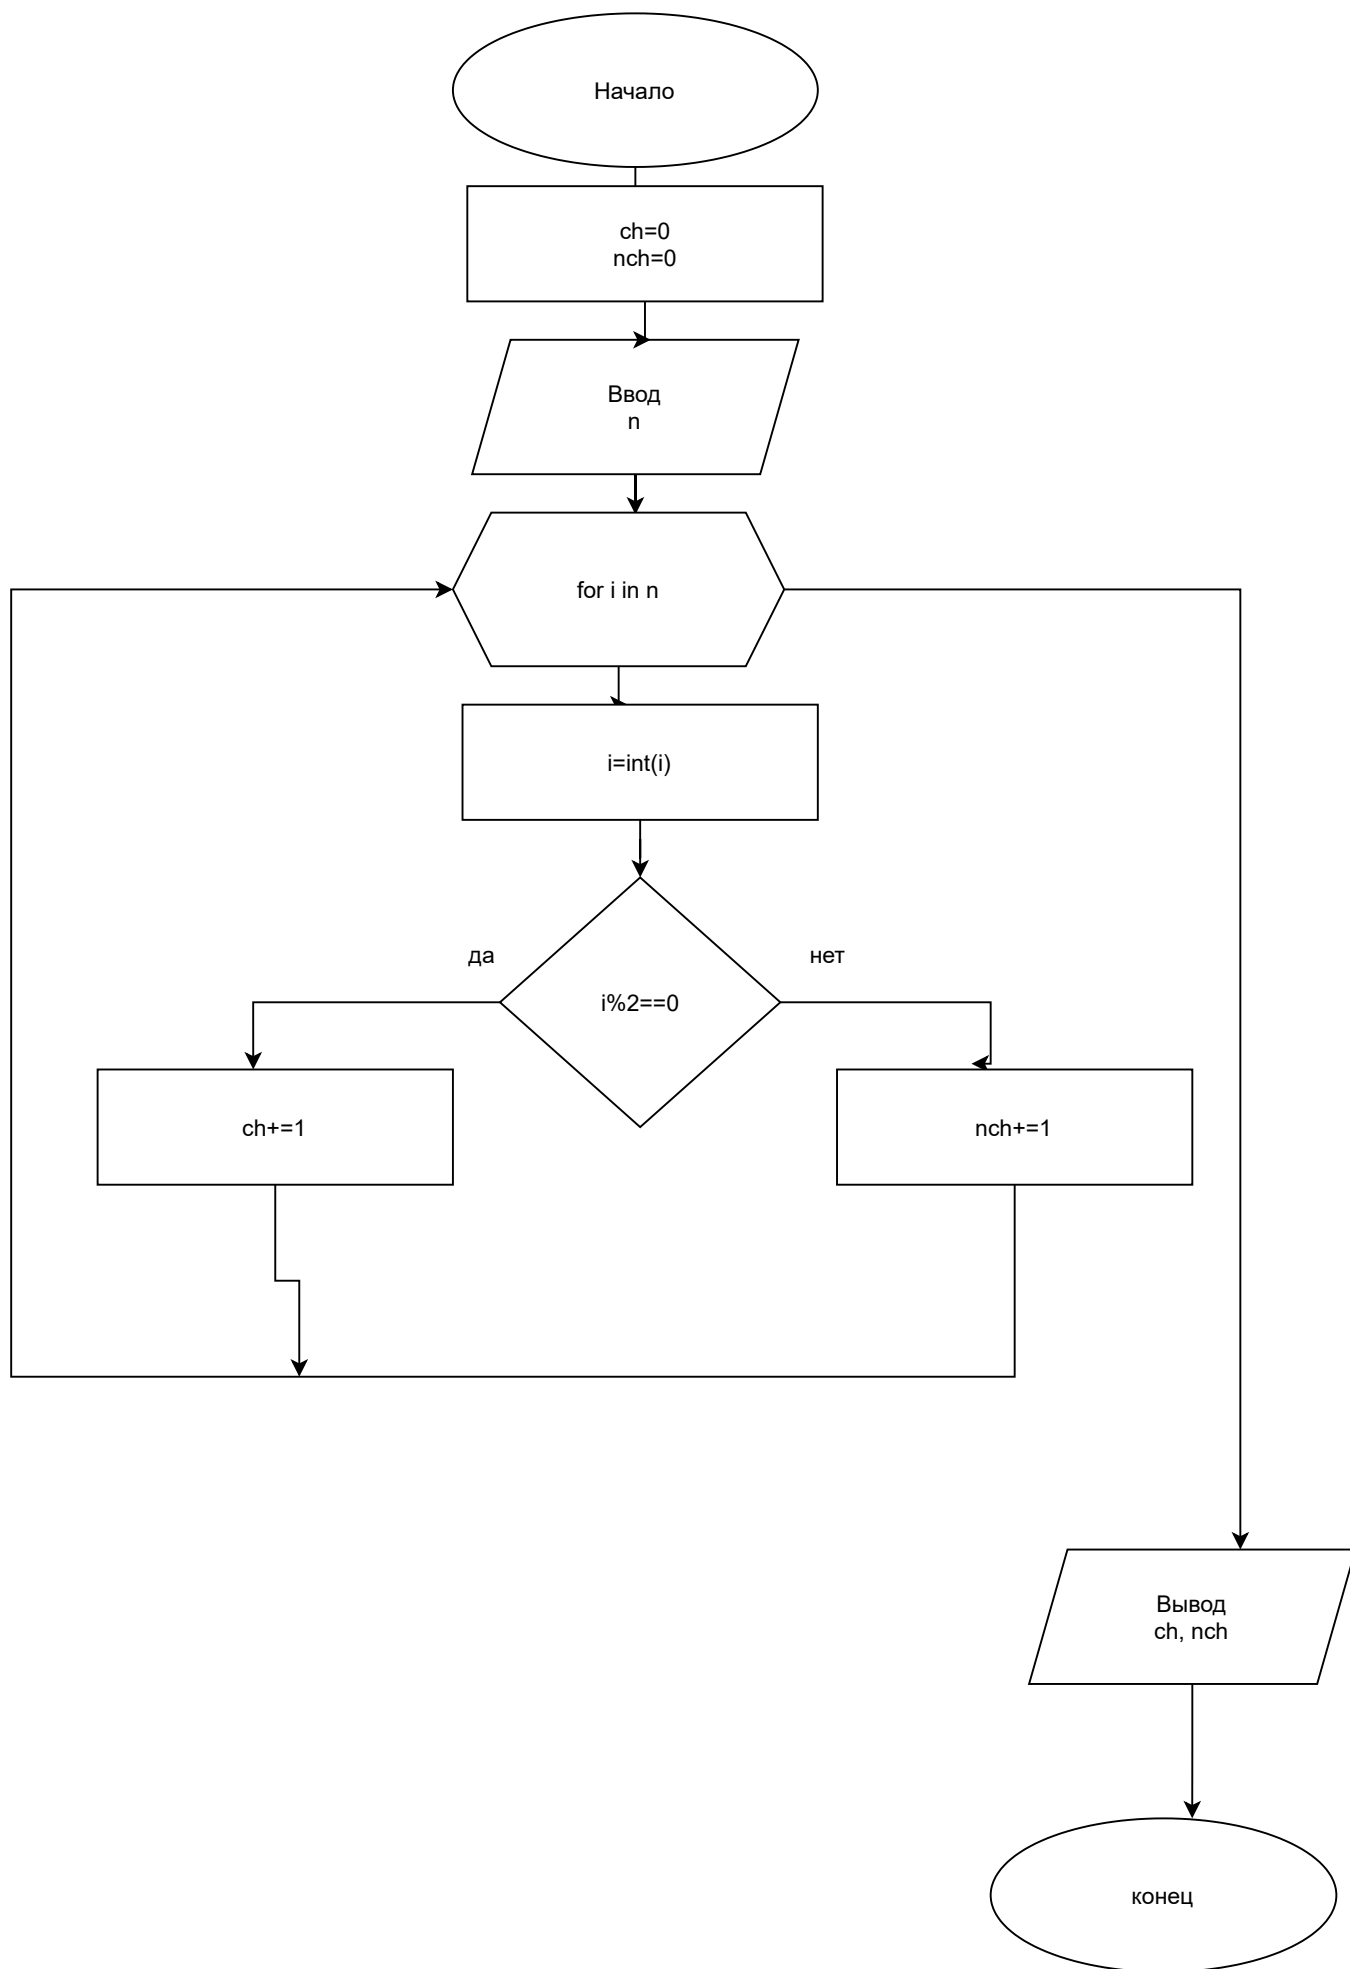 Начало
ch=0
nch=0
Ввод
n
for i in n
i=int(i)
да
нет
i%2==0
ch+=1
nch+=1
Вывод
ch, nch
конец